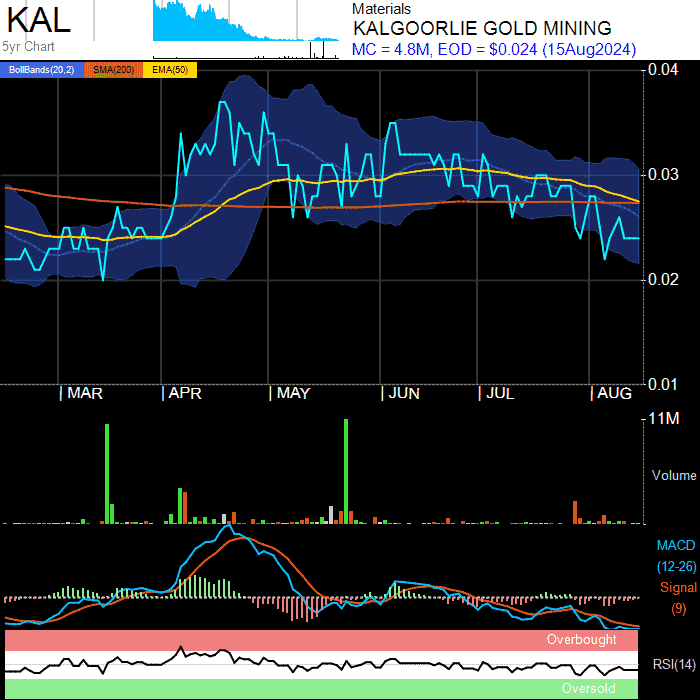 KAL
5yr Chart
Materials
KALGOORLIE GOLD MINING
MC = 4.8M, EOD = $0.024 (15Aug2024)
BollBands(20,2) SMA(200) EMA(50)
0.04
0.03
0.02
0.01
MAR APR MAY JUN JUL AUG
11M
Volume
MACD
(12-26)
Signal
(9)
Overbought
RSI(14)
Oversold